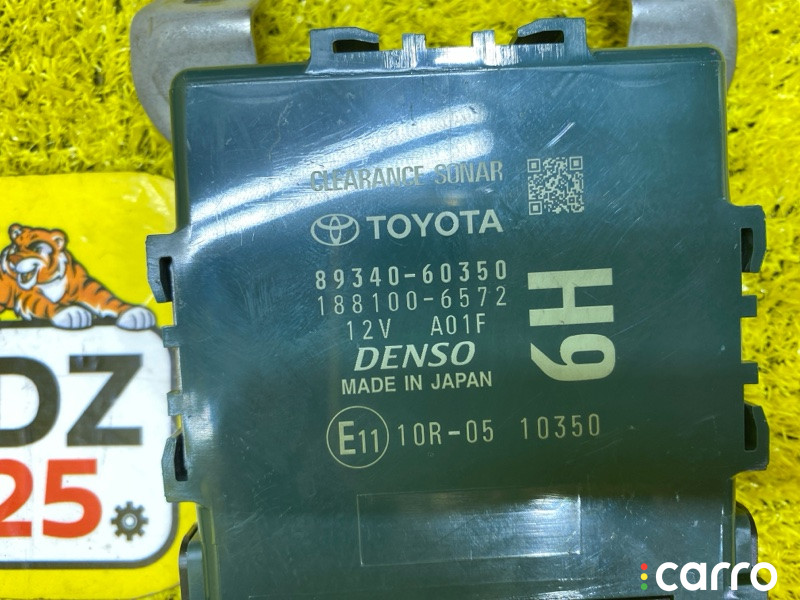 CLEARANCE SONAR
TOYOTA
89340-60350
188100-6572
12V A01F
DENSO
MADE IN JAPAN
H9
E11 10R-05 10350
DZ
25
carro